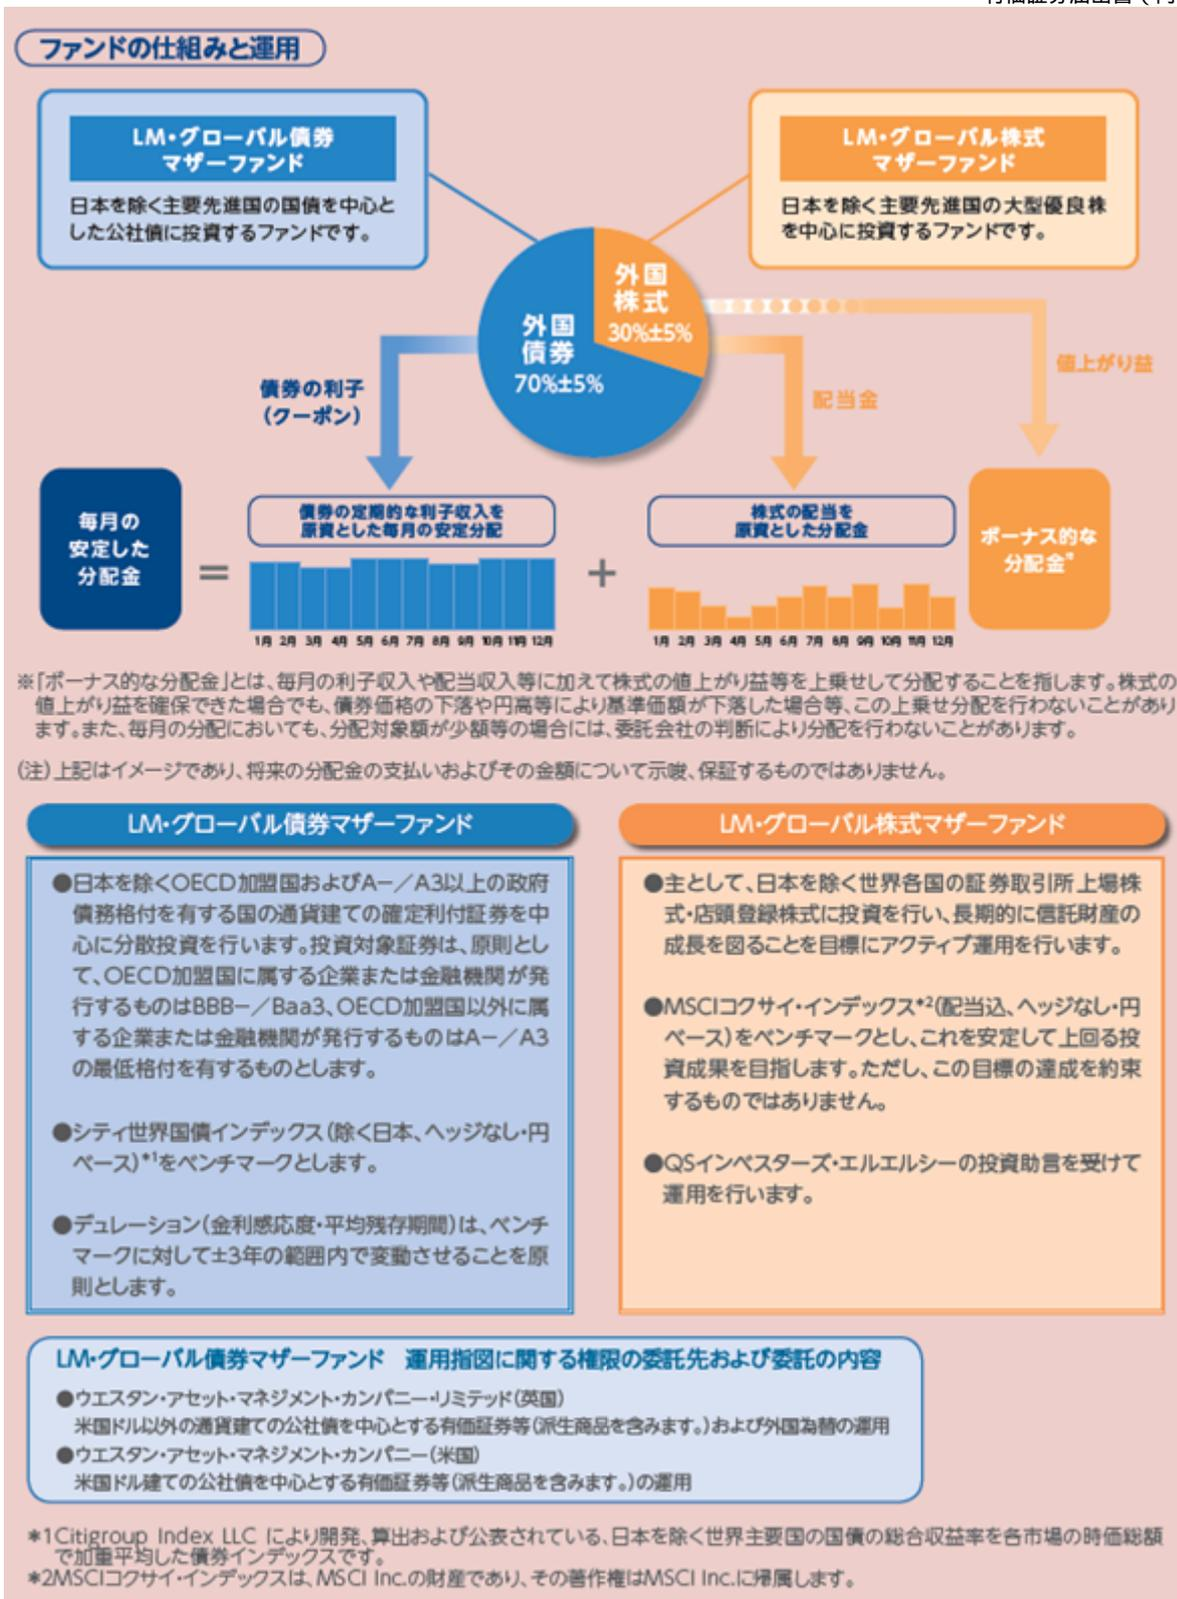 ファンドの仕組みと運用
LM・グローバル債券
マザーファンド
日本を除く主要先進国の国債を中心と
した公社債に投資するファンドです。
LM・グローバル株式
マザーファンド
日本を除く主要先進国の大型優良株
を中心に投資するファンドです。
外国
株式
30%±5%
外国
債券
70%±5%
債券の利子
(クーポン)
配当金
値上がり益
毎月の
安定した
分配金
=
債券の定期的な利子収入を
原資とした毎月の安定分配
1月 2月 3月 4月 5月 6月 7月 8月 9月 10月 11月 12月
+
株式の配当を
原資とした分配金
1月 2月 3月 4月 5月 6月 7月 8月 9月 10月 11月 12月
ボーナス的な
分配金※
※「ボーナス的な分配金」とは、毎月の利子収入や配当収入等に加えて株式の値上がり益等を上乗せして分配することを指します。株式の
値上がり益を確保できた場合でも、債券価格の下落や円高等により基準価額が下落した場合等、この上乗せ分配を行わないことがあり
ます。また、毎月の分配においても、分配対象額が少額等の場合には、委託会社の判断により分配を行わないことがあります。
(注)上記はイメージであり、将来の分配金の支払いおよびその金額について示唆、保証するものではありません。
LM・グローバル債券マザーファンド
●日本を除くOECD加盟国およびA-/A3以上の政府
債務格付を有する国の通貨建ての確定利付証券を中
心に分散投資を行います。投資対象証券は、原則とし
て、OECD加盟国に属する企業または金融機関が発
行するものはBBB-/Baa3、OECD加盟国以外に属
する企業または金融機関が発行するものはA-/A3
の最低格付を有するものとします。
●シティ世界国債インデックス(除く日本、ヘッジなし・円
ベース)*1をベンチマークとします。
●デュレーション(金利感応度・平均残存期間)は、ベンチ
マークに対して±3年の範囲内で変動させることを原
則とします。
LM・グローバル株式マザーファンド
●主として、日本を除く世界各国の証券取引所上場株
式・店頭登録株式に投資を行い、長期的に信託財産の
成長を図ることを目標にアクティブ運用を行います。
●MSCIコクサイ・インデックス*2(配当込、ヘッジなし・円
ベース)をベンチマークとし、これを安定して上回る投
資成果を目指します。ただし、この目標の達成を約束
するものではありません。
●QSインベスターズ・エルエルシーの投資助言を受けて
運用を行います。
LM・グローバル債券マザーファンド 運用指図に関する権限の委託先および委託の内容
●ウエスタン・アセット・マネジメント・カンパニー・リミテッド(英国)
米国ドル以外の通貨建ての公社債を中心とする有価証券等(派生商品を含みます。)および外国為替の運用
●ウエスタン・アセット・マネジメント・カンパニー(米国)
米国ドル建ての公社債を中心とする有価証券等(派生商品を含みます。)の運用
*1Citigroup Index LLC により開発、算出および公表されている、日本を除く世界主要国の国債の総合収益率を各市場の時価総額
で加重平均した債券インデックスです。
*2MSCIコクサイ・インデックスは、MSCI Inc.の財産であり、その著作権はMSCI Inc.に帰属します。